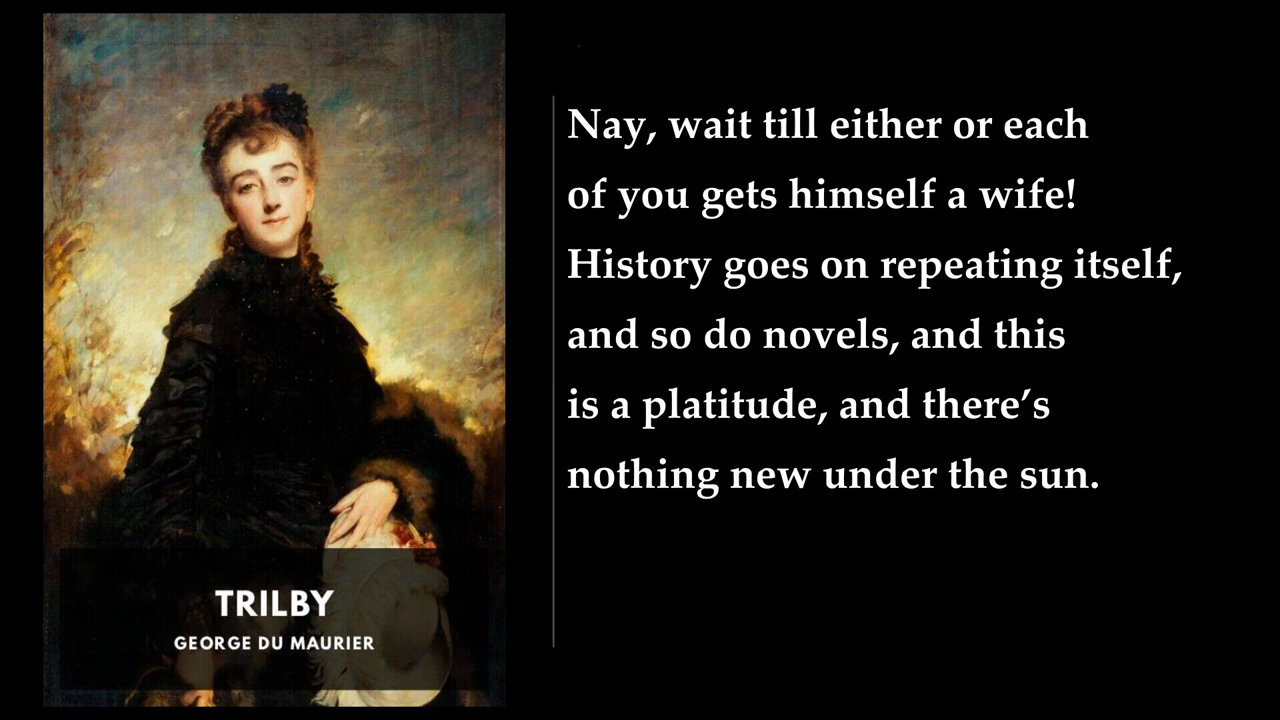 TRILBY
GEORGE DU MAURIER
Nay, wait till either or each
of you gets himself a wife!
History goes on repeating itself,
and so do novels, and this
is a platitude, and there’s
nothing new under the sun.